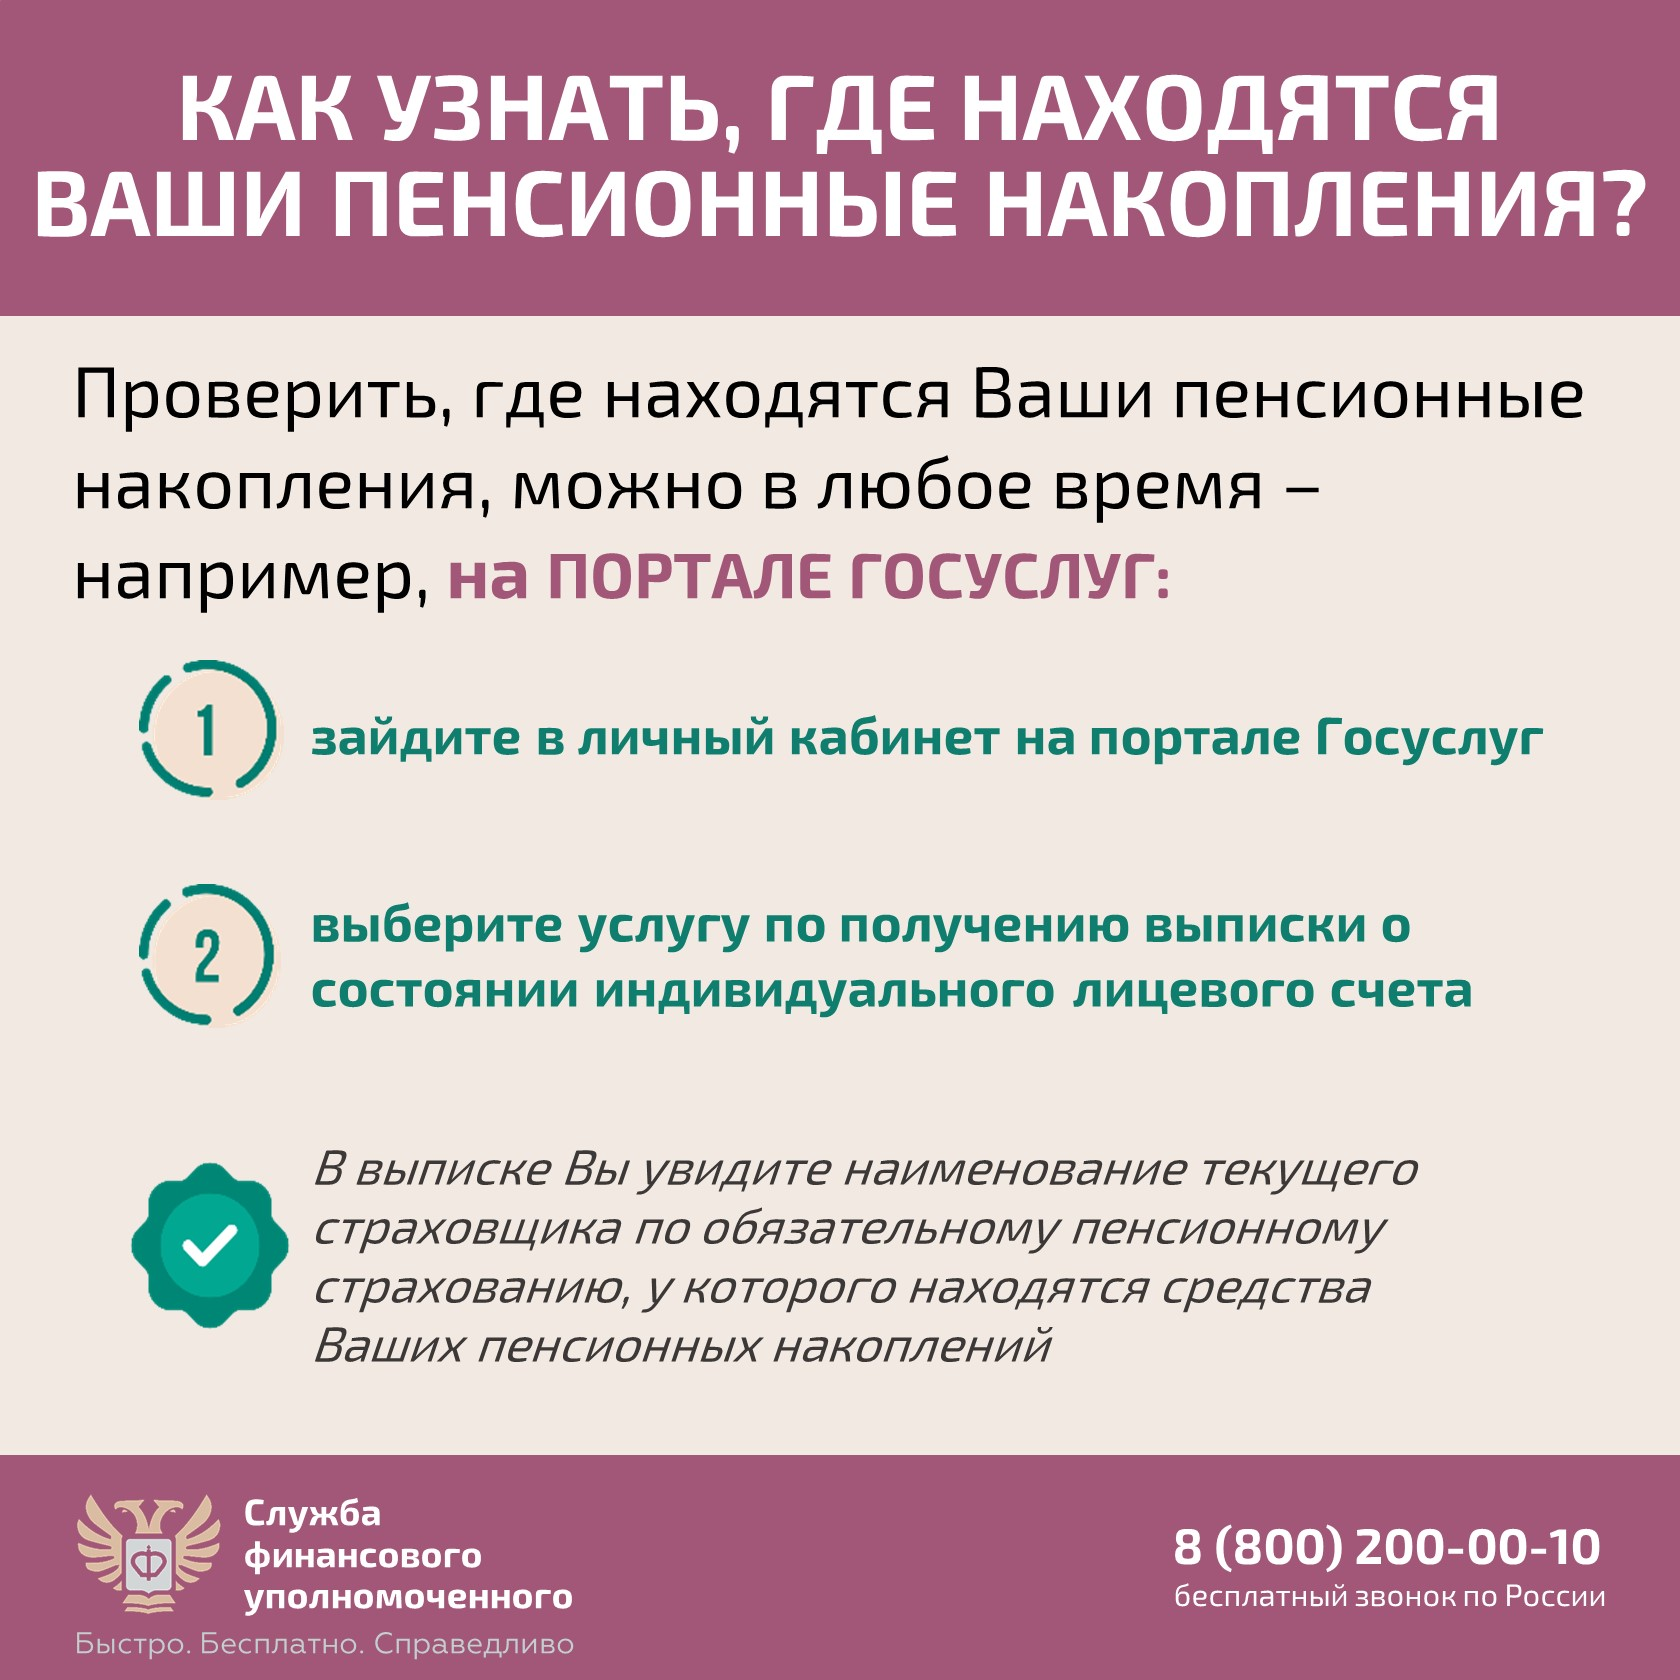 КАК УЗНАТЬ, ГДЕ НАХОДЯТСЯ
ВАШИ ПЕНСИОННЫЕ НАКОПЛЕНИЯ?
Проверить, где находятся Ваши пенсионные
накопления, можно в любое время –
например, на ПОРТАЛЕ ГОСУСЛУГ:
1
зайдите в личный кабинет на портале Госуслуг
2
выберите услугу по получению выписки о
состоянии индивидуального лицевого счета
В выписке Вы увидите наименование текущего
страховщика по обязательному пенсионному
страхованию, у которого находятся средства
Ваших пенсионных накоплений
Служба
финансового
уполномоченного
Быстро. Бесплатно. Справедливо
8 (800) 200-00-10
бесплатный звонок по России